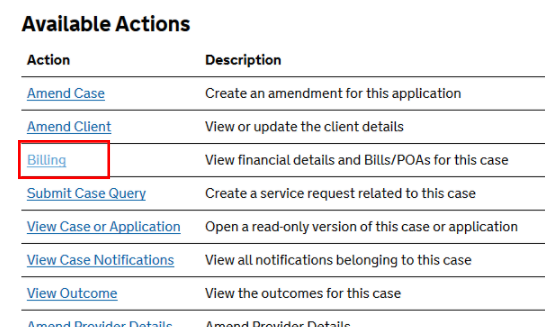 Available Actions
Action Description
Amend Case Create an amendment for this application
Amend Client View or update the client details
Billing View financial details and Bills/POAs for this case
Submit Case Query Create a service request related to this case
View Case or Application Open a read-only version of this case or application
View Case Notifications View all notifications belonging to this case
View Outcome View the outcomes for this case
Amend Provider Details Amend Provider Details